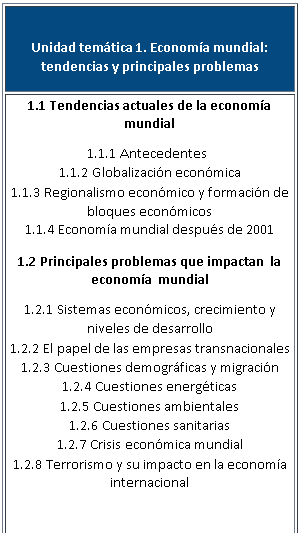 Unidad temática 1. Economía mundial:
tendencias y principales problemas
1.1 Tendencias actuales de la economía
mundial
1.1.1 Antecedentes
1.1.2 Globalización económica
1.1.3 Regionalismo económico y formación de
bloques económicos
1.1.4 Economía mundial después de 2001
1.2 Principales problemas que impactan la
economía mundial
1.2.1 Sistemas económicos, crecimiento y
niveles de desarrollo
1.2.2 El papel de las empresas transnacionales
1.2.3 Cuestiones demográficas y migración
1.2.4 Cuestiones energéticas
1.2.5 Cuestiones ambientales
1.2.6 Cuestiones sanitarias
1.2.7 Crisis económica mundial
1.2.8 Terrorismo y su impacto en la economía
internacional